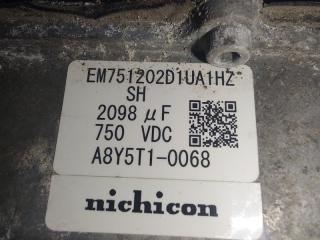 EM751202D1UA1HZ
SH
2098 μF
750 VDC
A8Y5T1-0068
nichicon